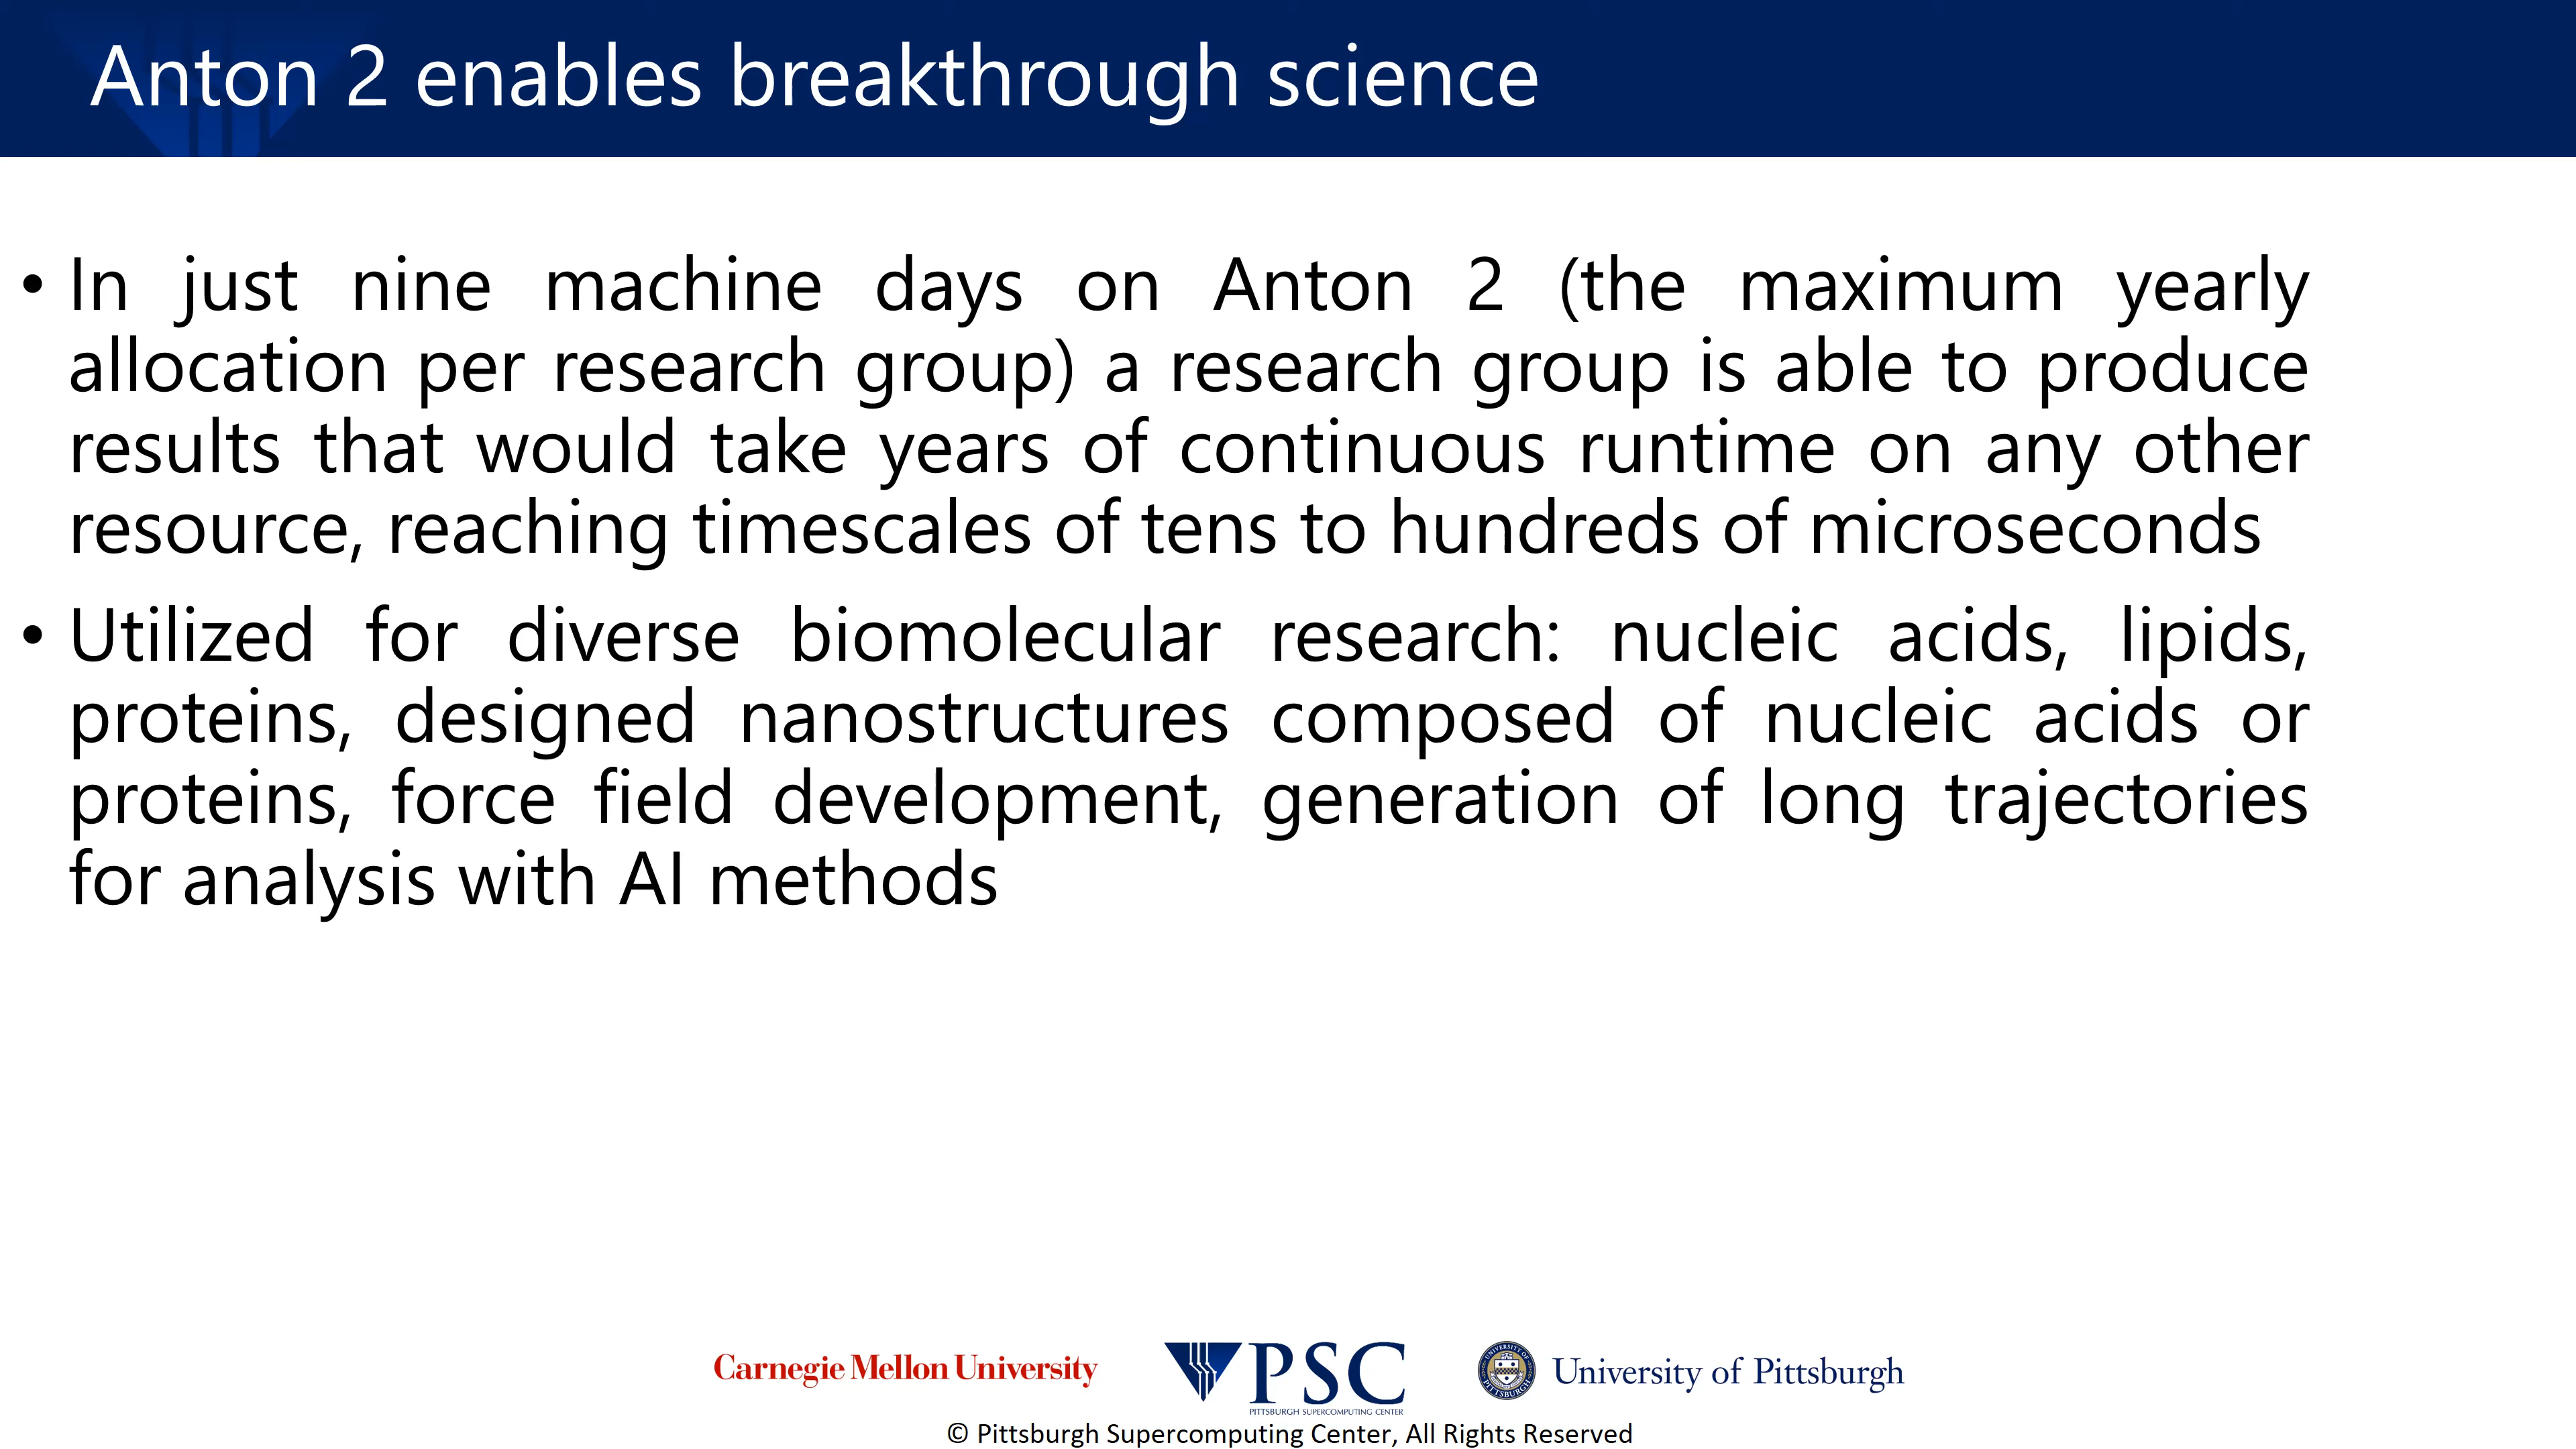 Anton 2 enables breakthrough science
• In just nine machine days on Anton 2 (the maximum yearly
allocation per research group) a research group is able to produce
results that would take years of continuous runtime on any other
resource, reaching timescales of tens to hundreds of microseconds
• Utilized for diverse biomolecular research: nucleic acids, lipids,
proteins, designed nanostructures composed of nucleic acids or
proteins, force field development, generation of long trajectories
for analysis with AI methods
Carnegie Mellon University
PSC
PITTSBURGH SUPERCOMPUTING CENTER
University of Pittsburgh
© Pittsburgh Supercomputing Center, All Rights Reserved